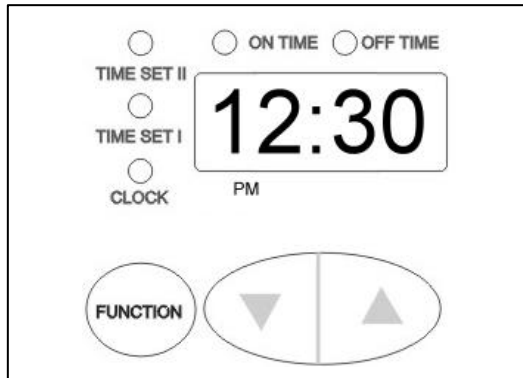 ON TIME OFF TIME
TIME SET II
12:30
TIME SET I
PM
CLOCK
FUNCTION